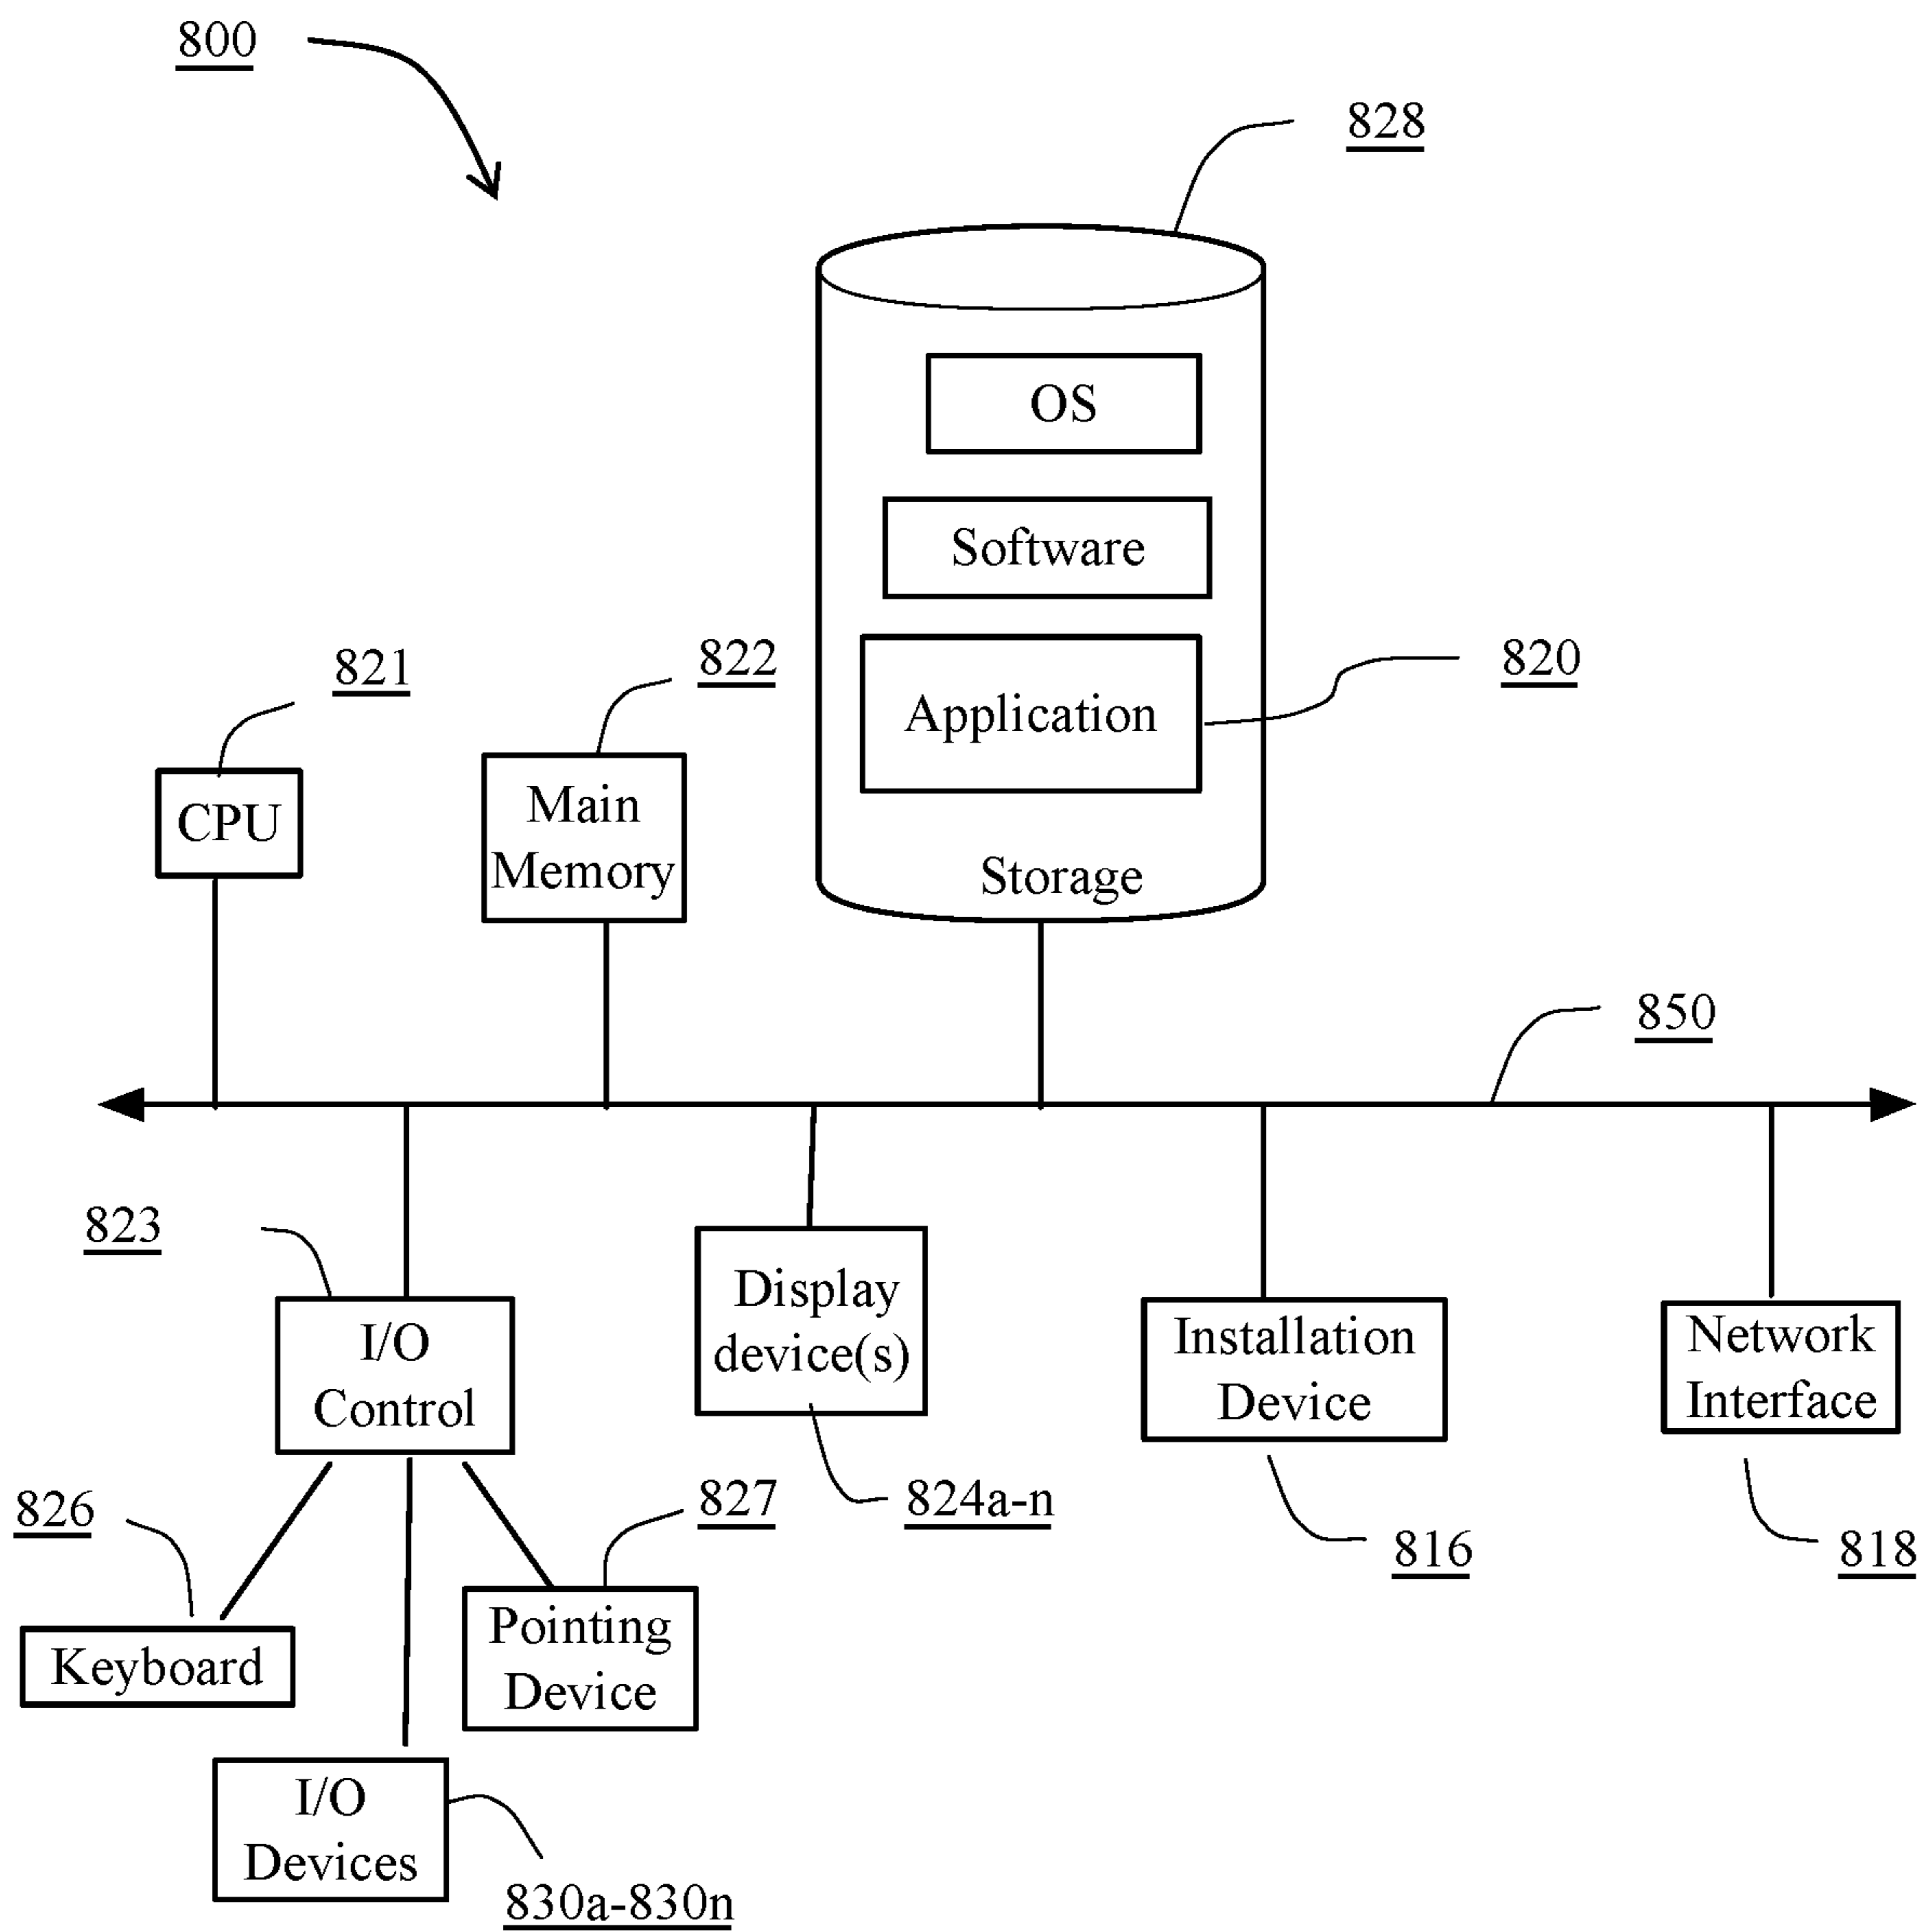 800
828
OS
Software
821
822
820
Application
CPU
Main
Memory
Storage
850
823
Display
device(s)
I/O
Control
Installation
Device
Network
Interface
826
827
824a-n
816
818
Keyboard
Pointing
Device
I/O
Devices
830a-830n